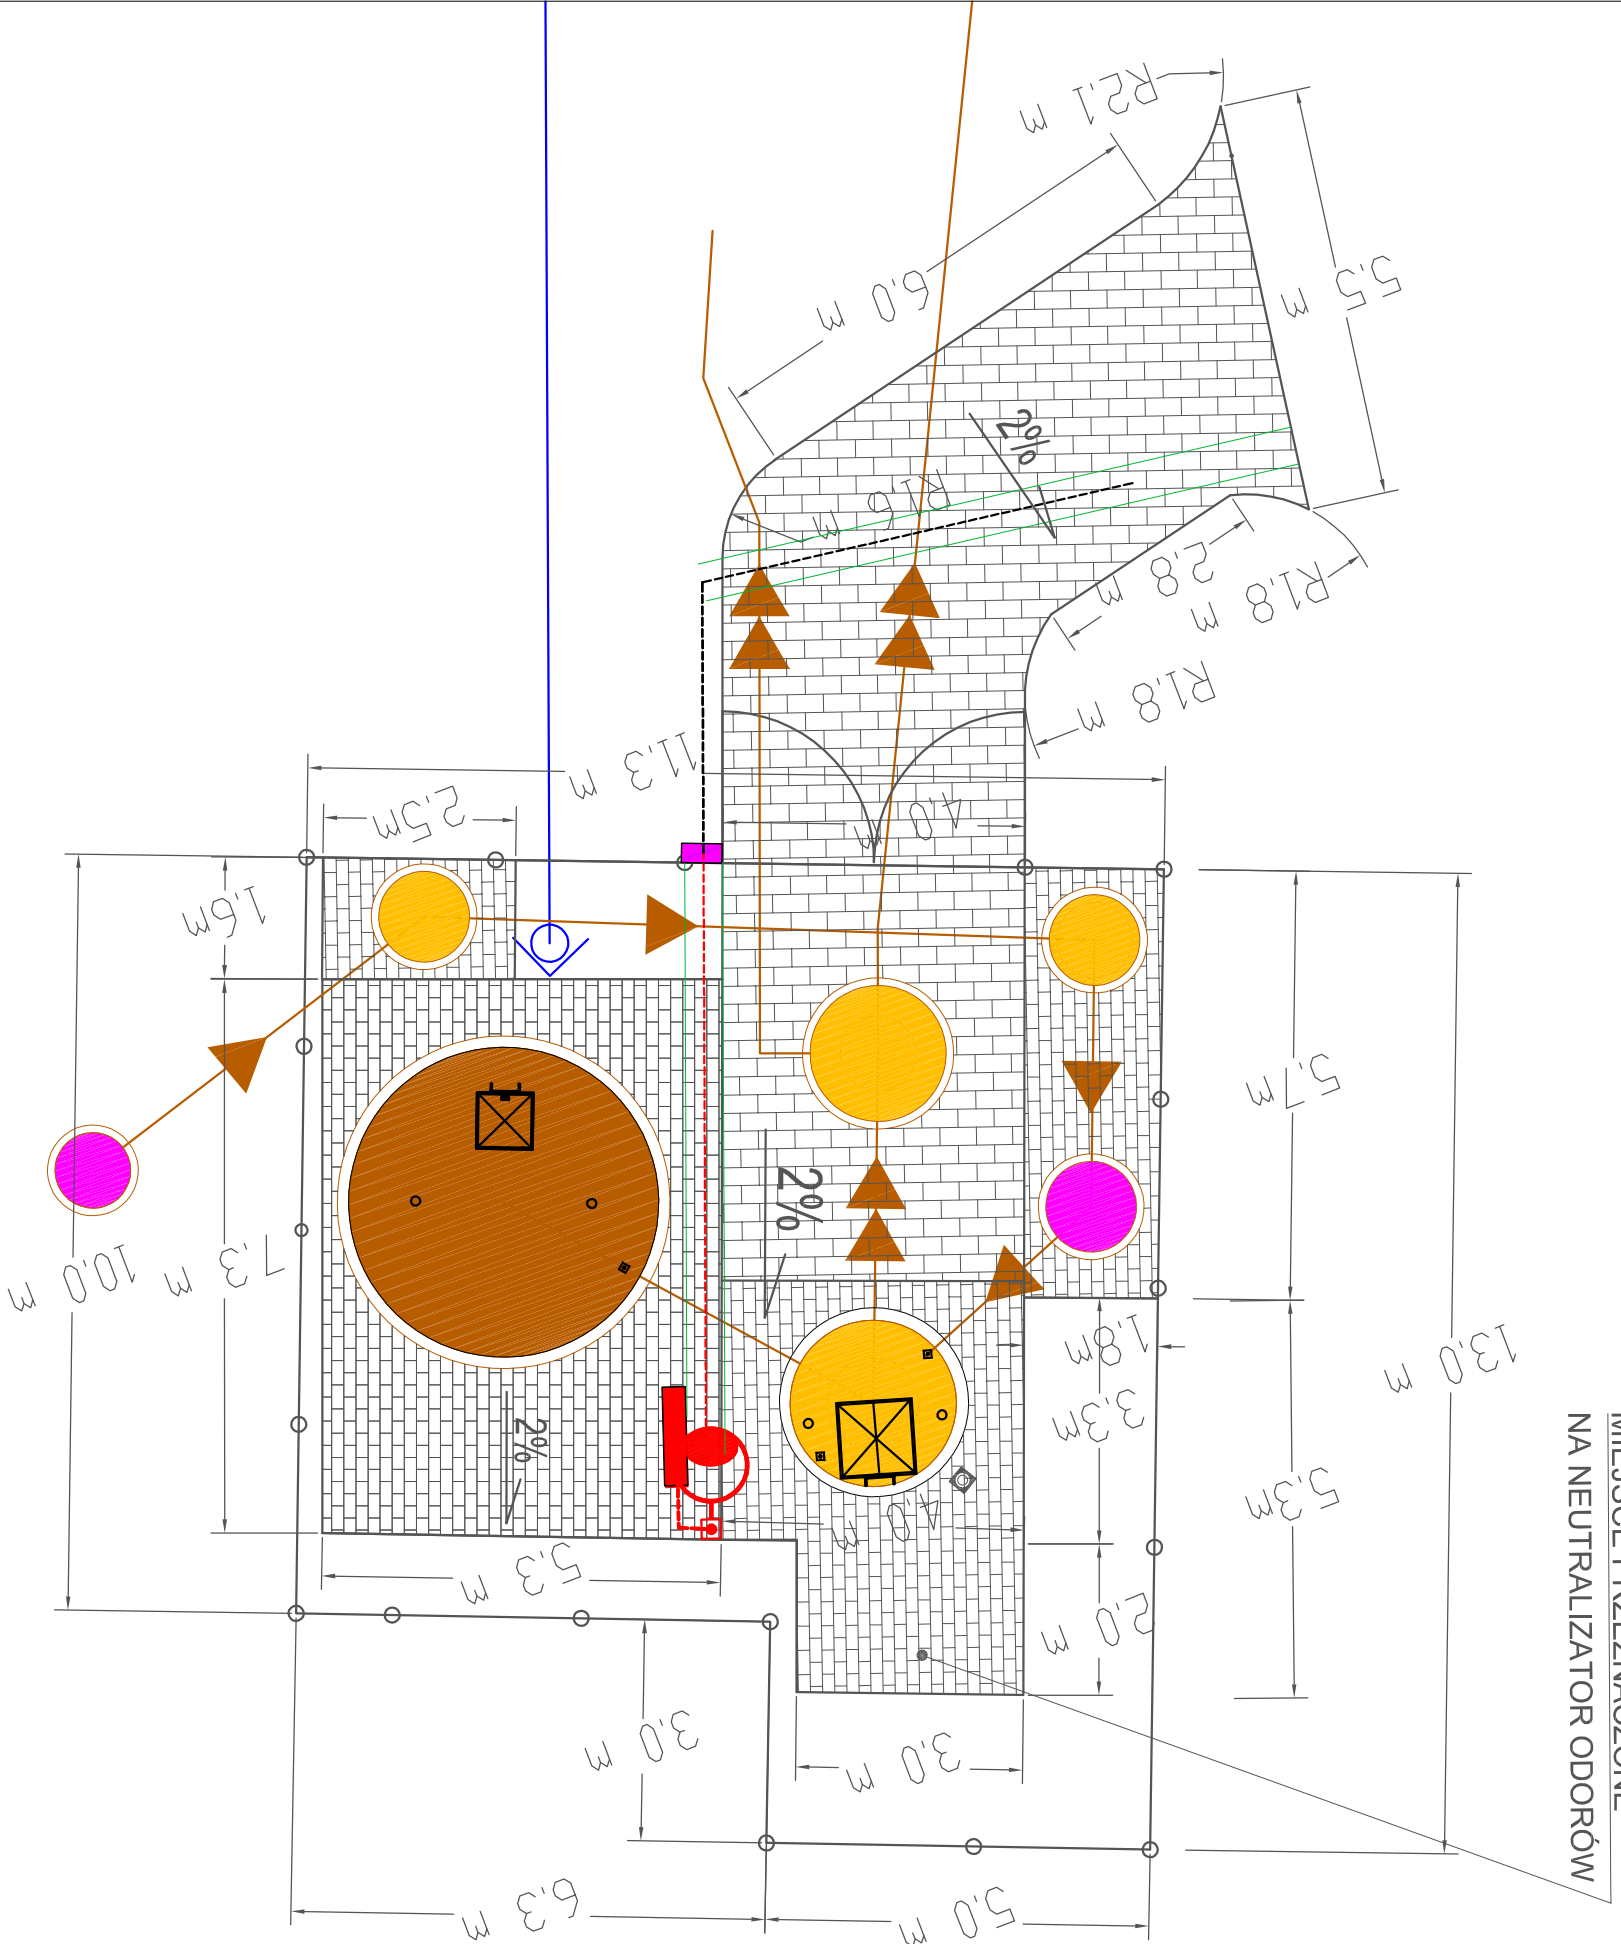 R2.1 m
6.0 m
5.5 m
2%
R1.6 m
2.8 m
R1.8 m
R1.8 m
11.3 m
2.5m
4.0 m
1.6m
5.7m
2%
10.0 m
7.3 m
1.8m
13.0 m
3.3m
2%
4.0 m
5.3m
5.3 m
2.0 m
3.0 m
3.0 m
6.3 m
5.0 m
MIEJSCE PRZEZNACZONE
NA NEUTRALIZATOR ODORÓW